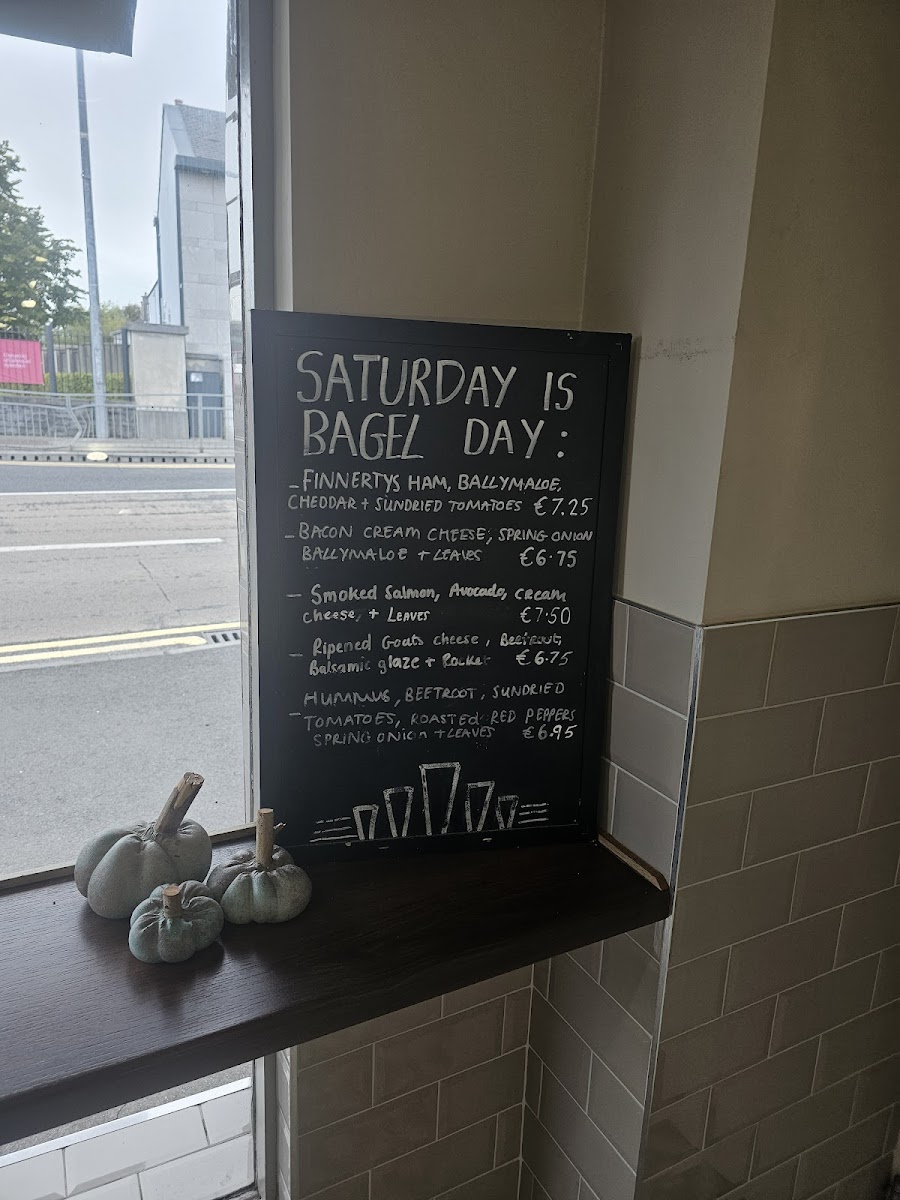 SATURDAY IS
BAGEL DAY:
- FINNERTYS HAM, BALLYMALOE,
CHEDDAR + SUNDRIED TOMATOES €7.25
- BACON CREAM CHEESE, SPRING ONION
BALLYMALOE + LEAVES €6.75
- Smoked Salmon, Avocado, cream
cheese, + Leaves €7.50
- Ripened Goats cheese, Beetroot,
Balsamic glaze + Rocket €6.75
- HUMMUS, BEETROOT, SUNDRIED
TOMATOES, ROASTED RED PEPPERS
SPRING ONION + LEAVES €6.95